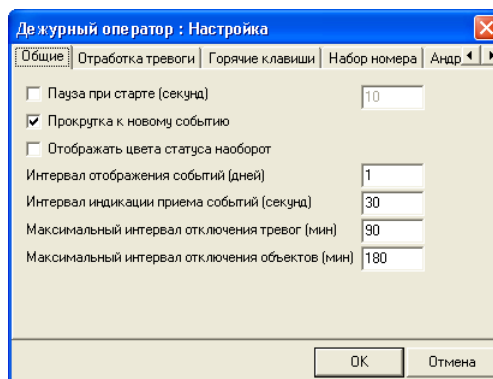 Дежурный оператор : Настройка
Общие Отработка тревоги Горячие клавиши Набор номера Андр
Пауза при старте (секунд) 10
Прокрутка к новому событию
Отображать цвета статуса наоборот
Интервал отображения событий (дней) 1
Интервал индикации приема событий (секунд) 30
Максимальный интервал отключения тревог (мин) 90
Максимальный интервал отключения объектов (мин) 180
OK Отмена